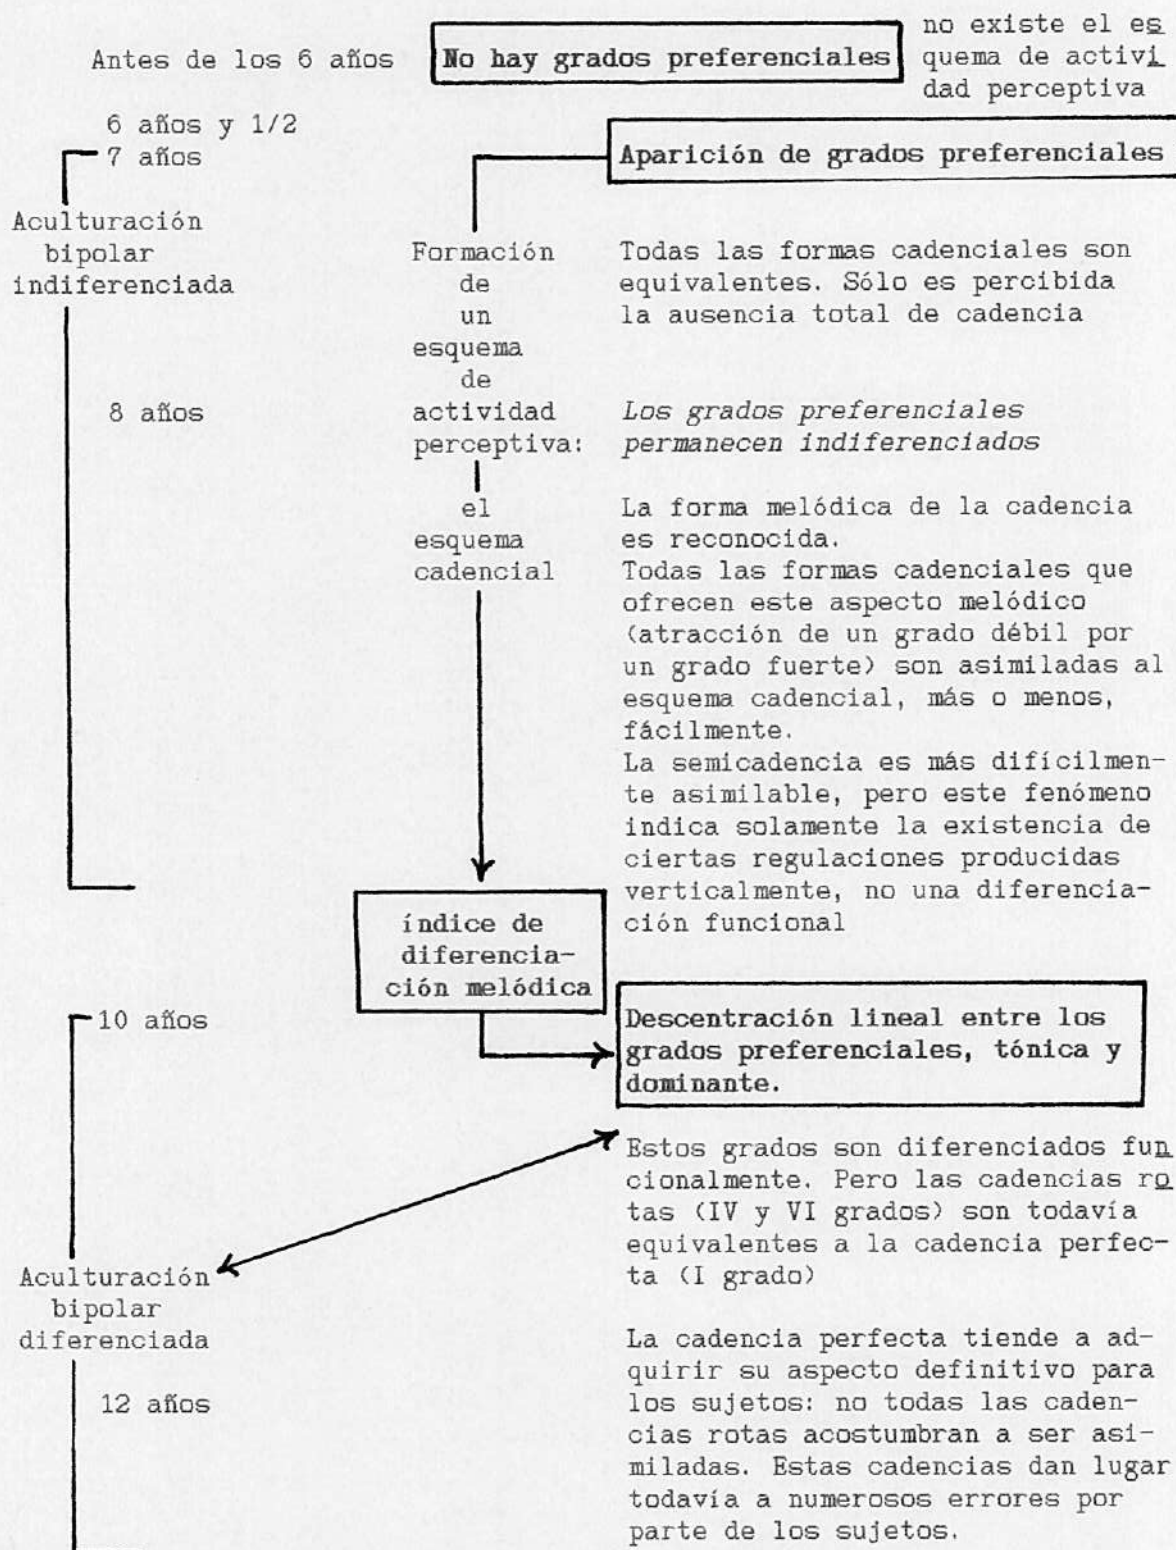 Antes de los 6 años
No hay grados preferenciales
no existe el es
quema de activi
dad perceptiva
6 años y 1/2
7 años
Aparición de grados preferenciales
Aculturación
bipolar
indiferenciada
Formación
de
un
esquema
de
actividad
perceptiva:
el
esquema
cadencial
Todas las formas cadenciales son
equivalentes. Sólo es percibida
la ausencia total de cadencia
8 años
Los grados preferenciales
permanecen indiferenciados
La forma melódica de la cadencia
es reconocida.
Todas las formas cadenciales que
ofrecen este aspecto melódico
(atracción de un grado débil por
un grado fuerte) son asimiladas al
esquema cadencial, más o menos,
fácilmente.
La semicadencia es más difícilmen-
te asimilable, pero este fenómeno
indica solamente la existencia de
ciertas regulaciones producidas
verticalmente, no una diferencia-
ción funcional
índice de
diferencia-
ción melódica
10 años
Descentración lineal entre los
grados preferenciales, tónica y
dominante.
Estos grados son diferenciados fun
cionalmente. Pero las cadencias ro
tas (IV y VI grados) son todavía
equivalentes a la cadencia perfec-
ta (I grado)
Aculturación
bipolar
diferenciada
12 años
La cadencia perfecta tiende a ad-
quirir su aspecto definitivo para
los sujetos: no todas las caden-
cias rotas acostumbran a ser asi-
miladas. Estas cadencias dan lugar
todavía a numerosos errores por
parte de los sujetos.